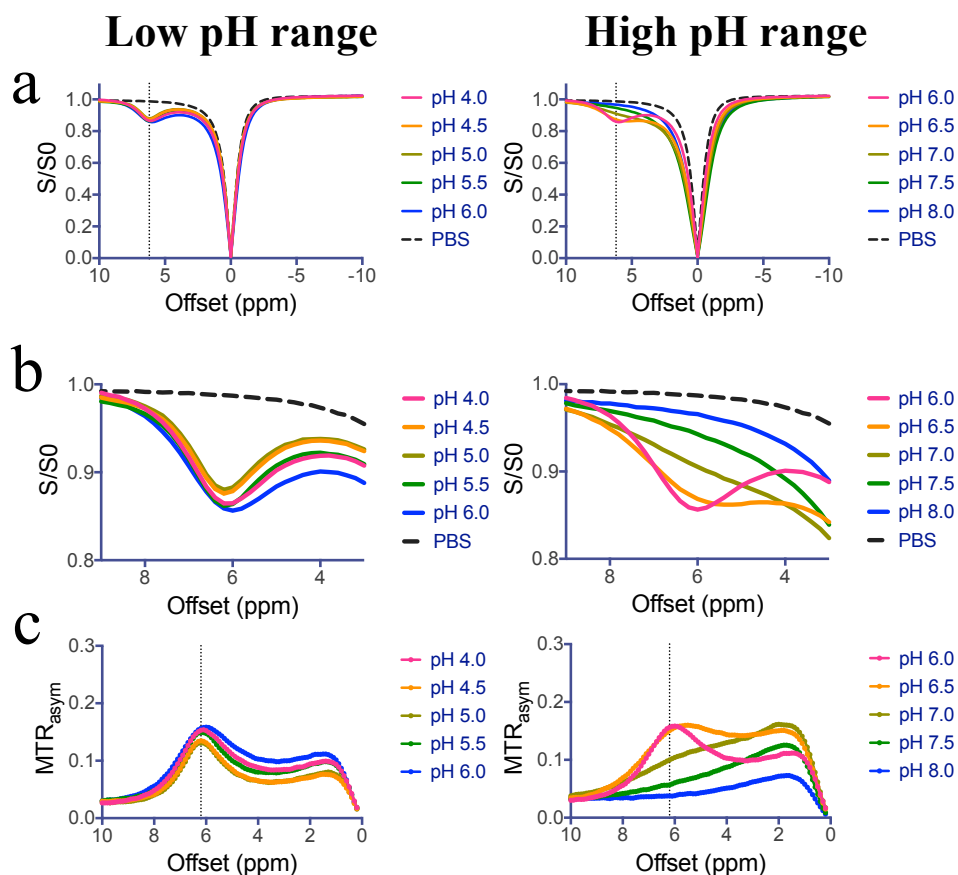 Low pH range
High pH range
a
S/S0
1.0
0.8
0.6
0.4
0.2
0.0
10
5
0
-5
-10
Offset (ppm)
pH 4.0
pH 4.5
pH 5.0
pH 5.5
pH 6.0
PBS
S/S0
1.0
0.8
0.6
0.4
0.2
0.0
10
5
0
-5
-10
Offset (ppm)
pH 6.0
pH 6.5
pH 7.0
pH 7.5
pH 8.0
PBS
b
S/S0
1.0
0.9
0.8
8
6
4
Offset (ppm)
pH 4.0
pH 4.5
pH 5.0
pH 5.5
pH 6.0
PBS
S/S0
1.0
0.9
0.8
8
6
4
Offset (ppm)
pH 6.0
pH 6.5
pH 7.0
pH 7.5
pH 8.0
PBS
c
MTRasym
0.3
0.2
0.1
0.0
10
8
6
4
2
0
Offset (ppm)
pH 4.0
pH 4.5
pH 5.0
pH 5.5
pH 6.0
MTRasym
0.3
0.2
0.1
0.0
10
8
6
4
2
0
Offset (ppm)
pH 6.0
pH 6.5
pH 7.0
pH 7.5
pH 8.0